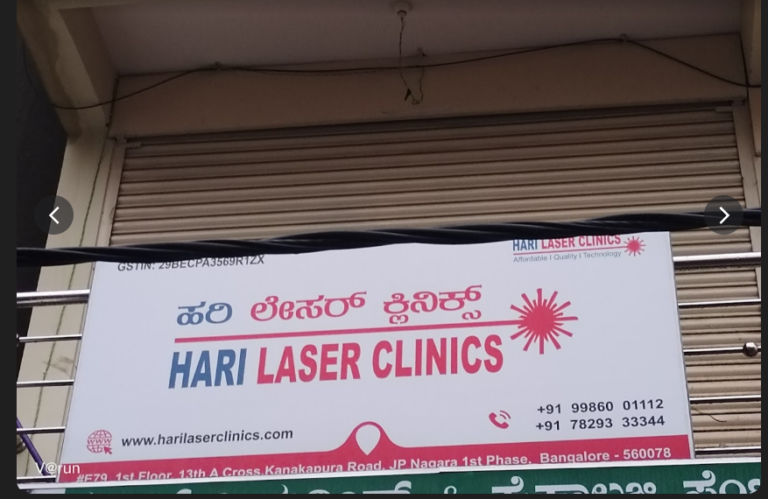 GSTIN: 29BECPA3569R1ZX
HARI LASER CLINICS
Affordable | Quality | Technology
ಹರಿ ಲೇಸರ್ ಕ್ಲಿನಿಕ್ಸ್
HARI LASER CLINICS
www.harilaserclinics.com
+91 99860 01112
+91 78293 33344
#F79, 1st Floor, 13th A Cross Kanakapura Road, JP Nagara 1st Phase, Bangalore - 560078
V@run